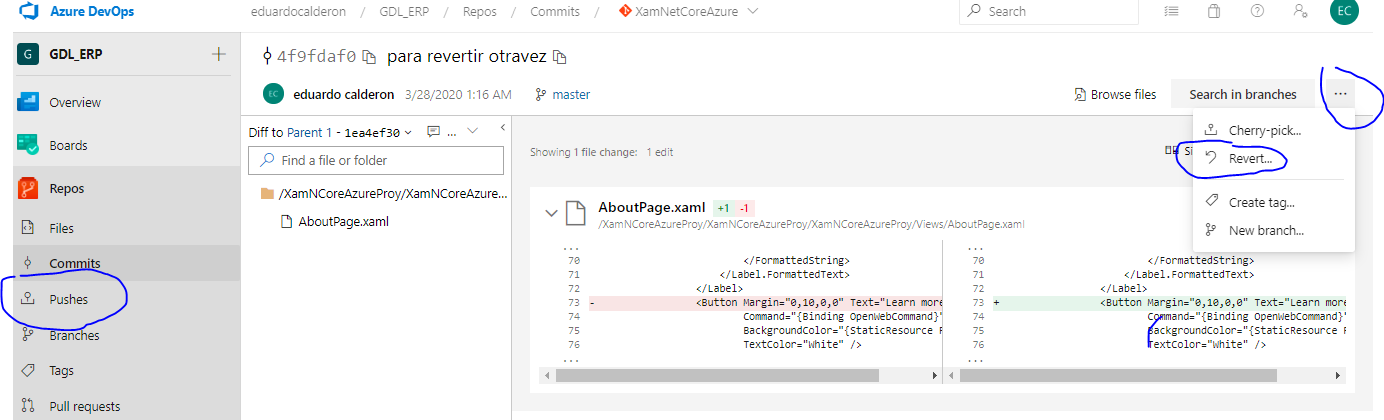 Azure DevOps eduardocalderon / GDL_ERP / Repos / Commits / XamNetCoreAzure Search EC
G GDL_ERP +
4f9fdaf0 para revertir otravez
EC eduardo calderon 3/28/2020 1:16 AM master
Browse files Search in branches ...
Overview
Boards
Repos
Files
Commits
Pushes
Branches
Tags
Pull requests
Diff to Parent 1 - 1ea4ef30 ...
Find a file or folder
/XamNCoreAzureProy/XamNCoreAzure...
AboutPage.xaml
Showing 1 file change: 1 edit
Cherry-pick...
Revert...
Create tag...
New branch...
AboutPage.xaml +1 -1
/XamNCoreAzureProy/XamNCoreAzureProy/XamNCoreAzureProy/Views/AboutPage.xaml
...
70 </FormattedString>
71 </Label.FormattedText>
72 </Label>
73 - <Button Margin="0,10,0,0" Text="Learn more
74 Command="{Binding OpenWebCommand}"
75 BackgroundColor="{StaticResource
76 TextColor="White" />
...
...
70 </FormattedString>
71 </Label.FormattedText>
72 </Label>
73 + <Button Margin="0,10,0,0" Text="Learn more
74 Command="{Binding OpenWebCommand}"
75 BackgroundColor="{StaticResource
76 TextColor="White" />
...